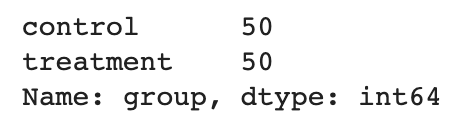 control      50
treatment    50
Name: group, dtype: int64